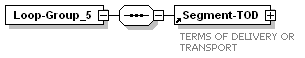 Loop-Group_5
Segment-TOD
TERMS OF DELIVERY OR
TRANSPORT